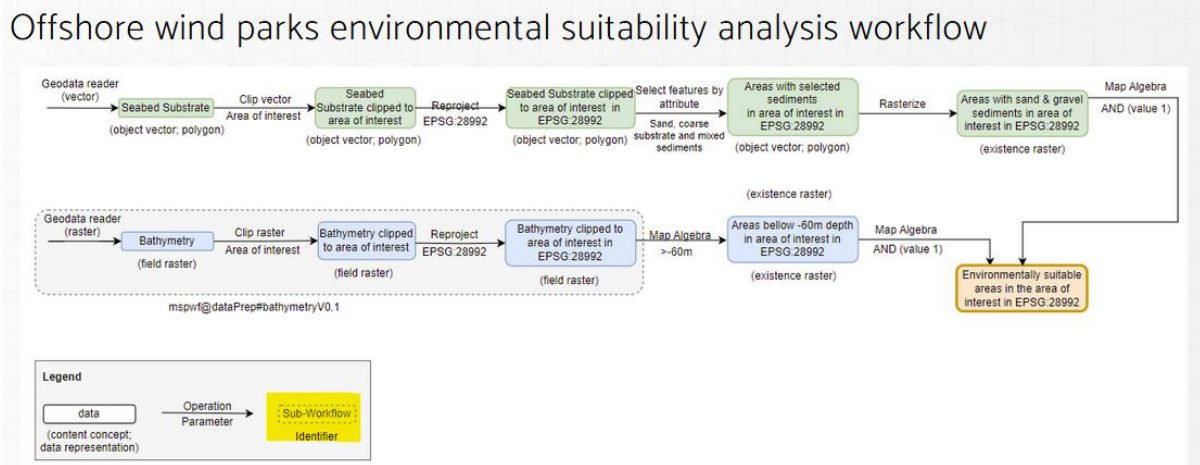 Offshore wind parks environmental suitability analysis workflow
Geodata reader
(vector)
Seabed Substrate
(object vector; polygon)
Clip vector
Area of interest
Seabed
Substrate clipped to
area of interest
(object vector; polygon)
Reproject
EPSG:28992
Seabed Substrate clipped
to area of interest in
EPSG:28992
(object vector; polygon)
Select features by
attribute
Sand, coarse
substrate and mixed
sediments
Areas with selected
sediments
in area of interest in
EPSG:28992
(object vector; polygon)
Rasterize
Areas with sand & gravel
sediments in area of
interest in EPSG:28992
(existence raster)
Map Algebra
AND (value 1)
Geodata reader
(raster)
Bathymetry
(field raster)
Clip raster
Area of interest
Bathymetry clipped
to area of interest
(field raster)
Reproject
EPSG:28992
Bathymetry clipped to
area of interest in
EPSG:28992
(field raster)
mspwf@dataPrep#bathymetryV0.1
Map Algebra
>-60m
(existence raster)
Areas bellow -60m depth
in area of interest in
EPSG:28992
(existence raster)
Map Algebra
AND (value 1)
Environmentally suitable
areas in the area of
interest in EPSG:28992
Legend
data
(content concept;
data representation)
Operation
Parameter
Sub-Workflow
Identifier